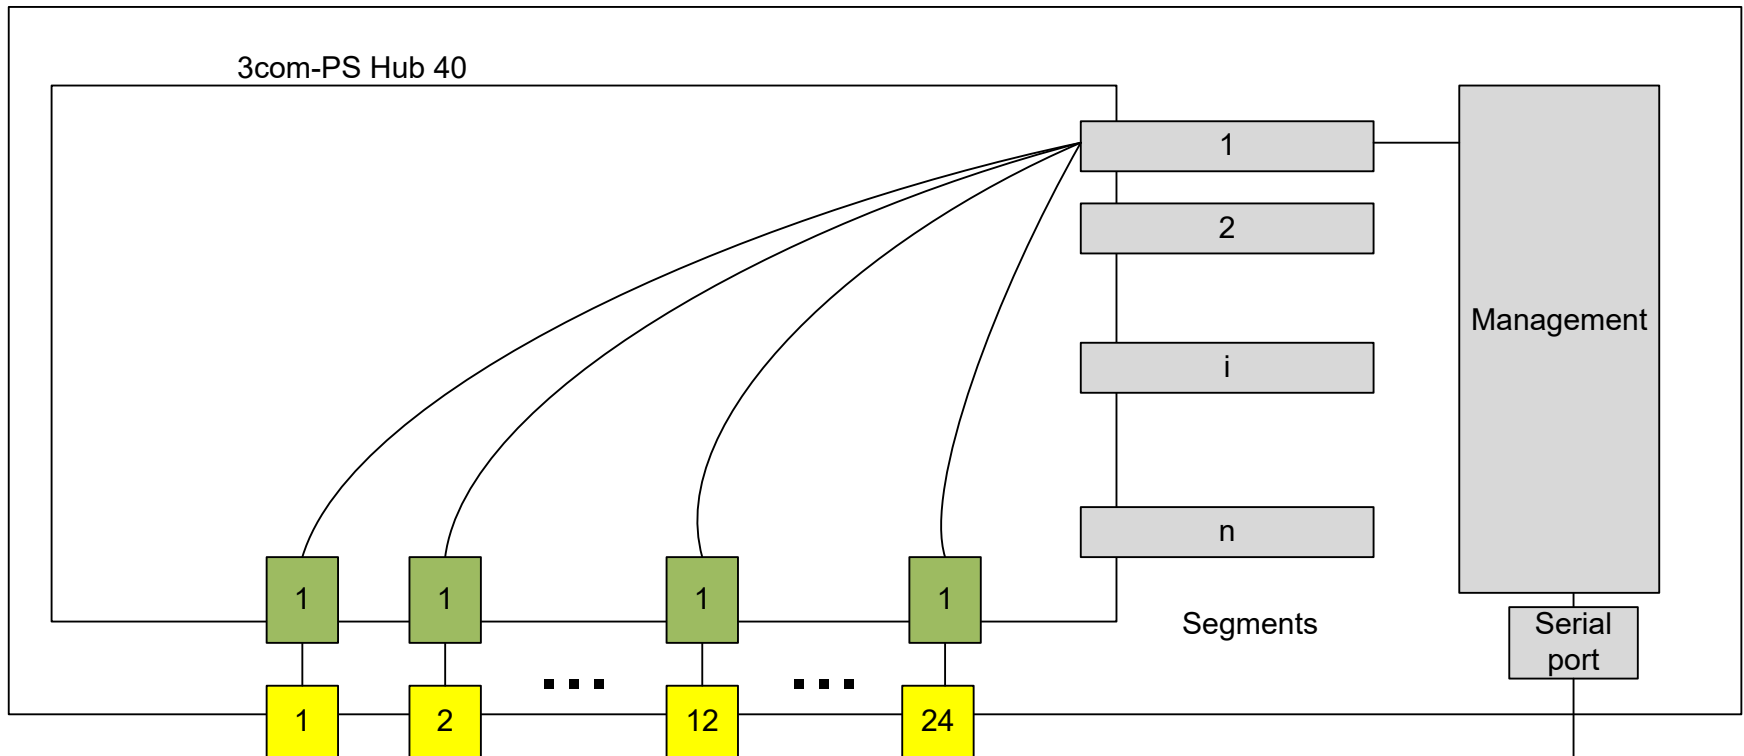 3com-PS Hub 40
1
2
i
n
Management
Segments
Serial
port
1 1 1 1
1 2 12 24